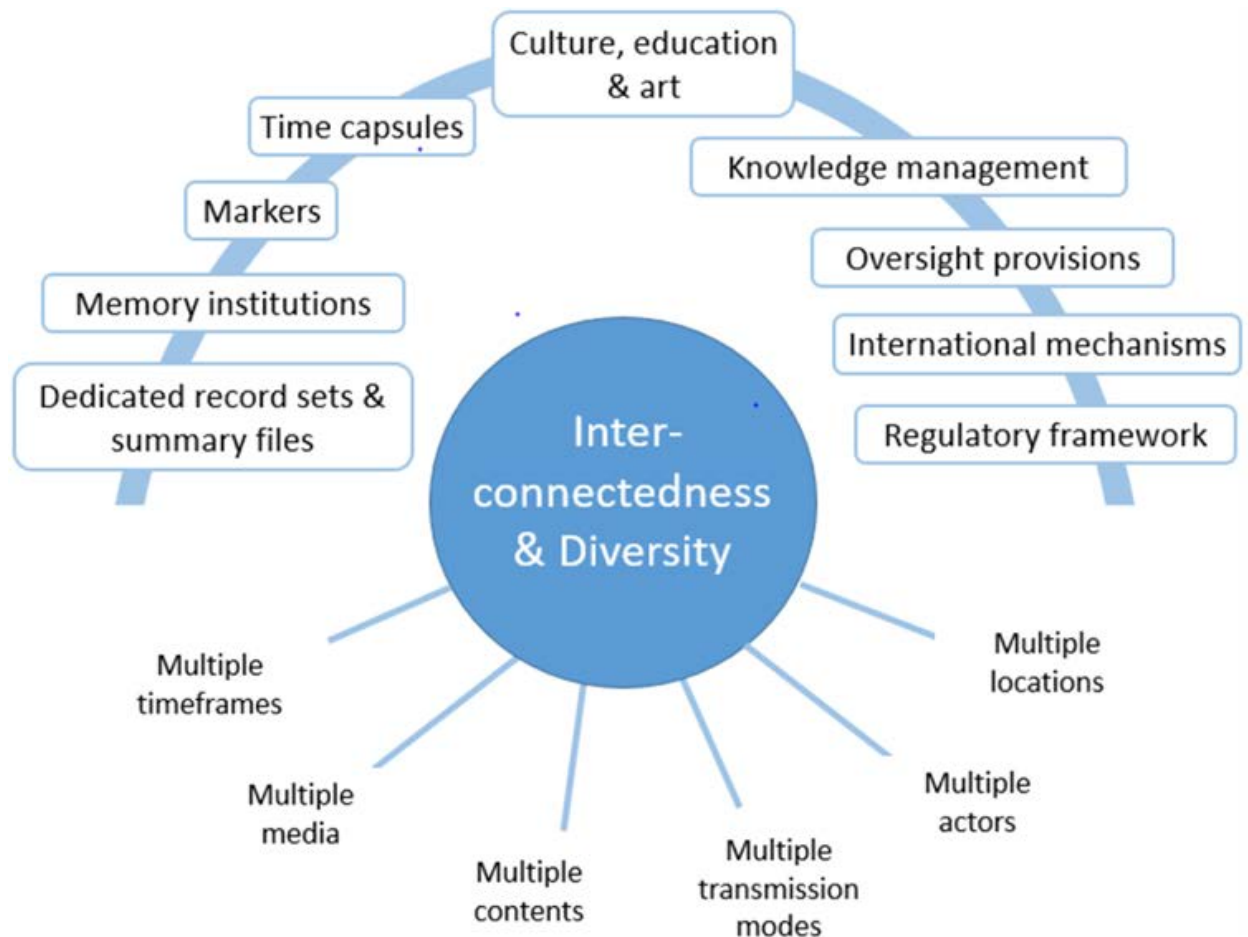 Culture, education
& art
Time capsules
Knowledge management
Markers
Oversight provisions
Memory institutions
International mechanisms
Dedicated record sets &
summary files
Regulatory framework
Inter-
connectedness
& Diversity
Multiple
timeframes
Multiple
media
Multiple
contents
Multiple
transmission
modes
Multiple
actors
Multiple
locations